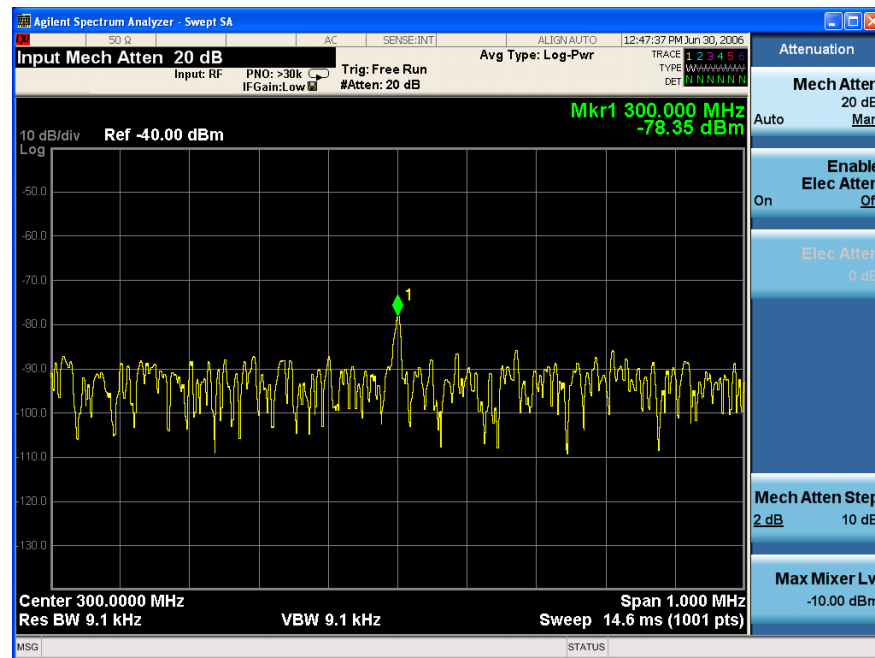 Agilent Spectrum Analyzer - Swept SA
50 Ω AC SENSE:INT ALIGNAUTO 12:47:37 PM Jun 30, 2006
Input Mech Atten 20 dB
Input: RF
PNO: >30k
IFGain:Low
Trig: Free Run
#Atten: 20 dB
Avg Type: Log-Pwr
TRACE 1 2 3 4 5 6
TYPE WWWWWW
DET N N N N N N
Mkr1 300.000 MHz
-78.35 dBm
10 dB/div Ref -40.00 dBm
Log
-50.0
-60.0
-70.0
-80.0
-90.0
-100.0
-110.0
-120.0
-130.0
1
Center 300.0000 MHz Span 1.000 MHz
Res BW 9.1 kHz VBW 9.1 kHz Sweep 14.6 ms (1001 pts)
MSG STATUS
Attenuation
Mech Atten
20 dB
Auto Man
Enable
Elec Atten
On Off
Elec Atten
0 dB
Mech Atten Step
2 dB 10 dB
Max Mixer Lvl
-10.00 dBm